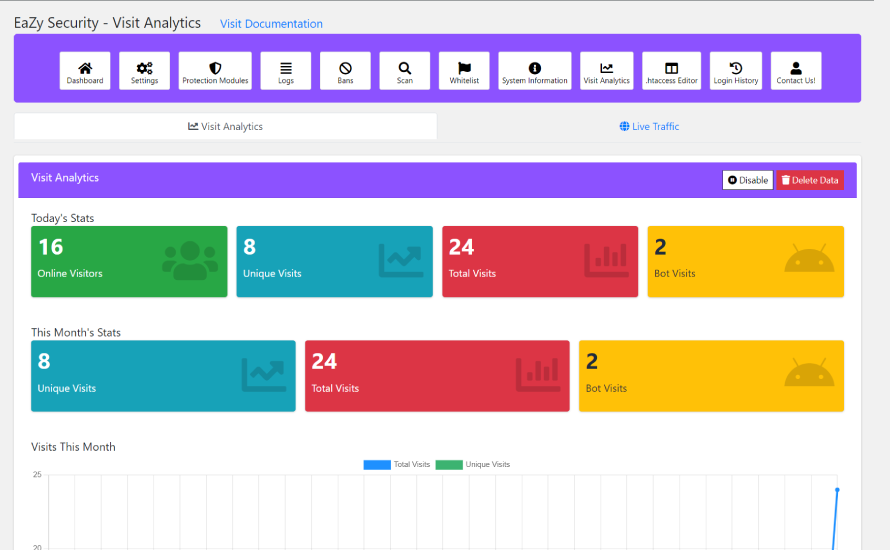 EaZy Security - Visit Analytics Visit Documentation
Dashboard Settings Protection Modules Logs Bans Scan Whitelist System Information Visit Analytics .htaccess Editor Login History Contact Us!
Visit Analytics Live Traffic
Visit Analytics Disable Delete Data
Today's Stats
16 8 24 2
Online Visitors Unique Visits Total Visits Bot Visits
This Month's Stats
8 24 2
Unique Visits Total Visits Bot Visits
Visits This Month
Total Visits Unique Visits
25
20